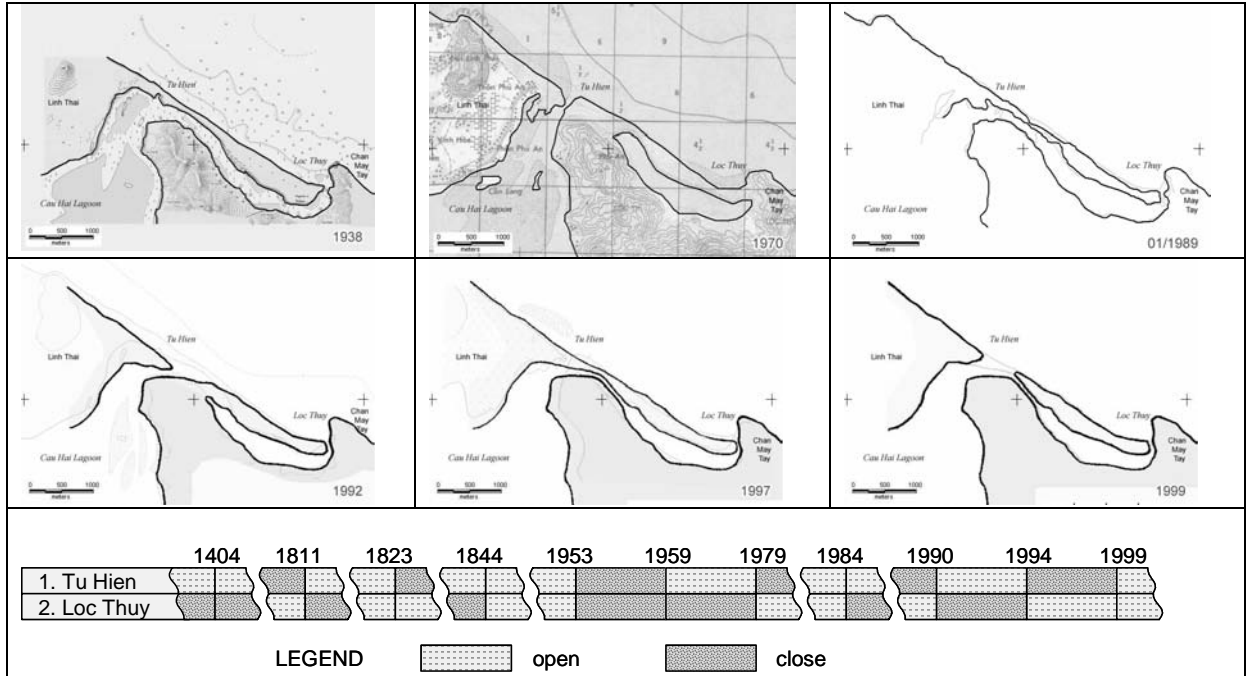 Tu Hien
Linh Thai
Loc Thuy
Chan
May
Tay
Cau Hai Lagoon
0 500 1000
meters
1938
Tu Hien
Linh Thai
Loc Thuy
Chan
May
Tay
Cau Hai Lagoon
0 500 1000
meters
1970
Tu Hien
Linh Thai
Loc Thuy
Chan
May
Tay
Cau Hai Lagoon
0 500 1000
meters
01/1989
Tu Hien
Linh Thai
Loc Thuy
Chan
May
Tay
Cau Hai Lagoon
0 500 1000
meters
1992
Tu Hien
Linh Thai
Loc Thuy
Chan
May
Tay
Cau Hai Lagoon
0 500 1000
meters
1997
Tu Hien
Linh Thai
Loc Thuy
Chan
May
Tay
Cau Hai Lagoon
0 500 1000
meters
1999
1404 1811 1823 1844 1953 1959 1979 1984 1990 1994 1999
1. Tu Hien
2. Loc Thuy
LEGEND open close